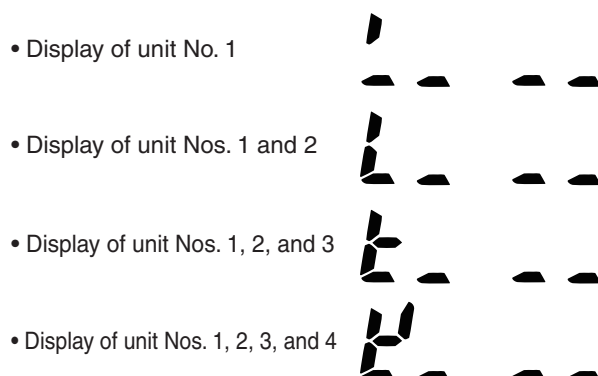 • Display of unit No. 1
• Display of unit Nos. 1 and 2
• Display of unit Nos. 1, 2, and 3
• Display of unit Nos. 1, 2, 3, and 4